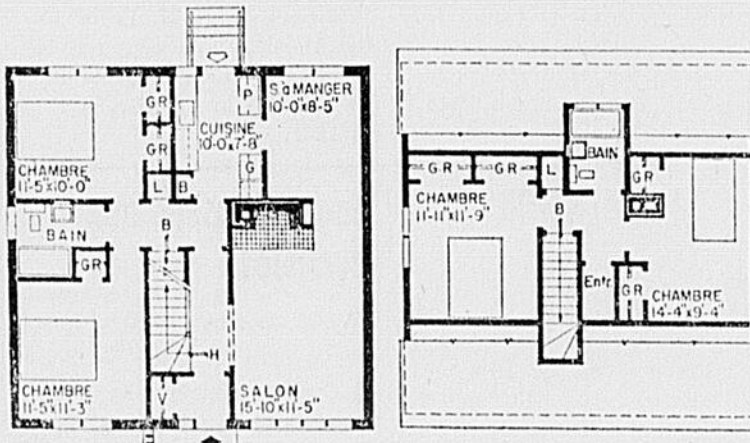 GR
GR
CHAMBRE
11'-5"x10'-0"
L
B
CUISINE
10'-0"x7'-8"
P
G
S.à MANGER
10'-0"x8'-5"
BAIN
GR
B
H
CHAMBRE
11'-5"x11'-3"
V
SALON
15'-10"x11'-5"
GR
GR
L
BAIN
GR
CHAMBRE
11'-11"x11'-9"
B
Entr.
GR
CHAMBRE
14'-4"x9'-4"